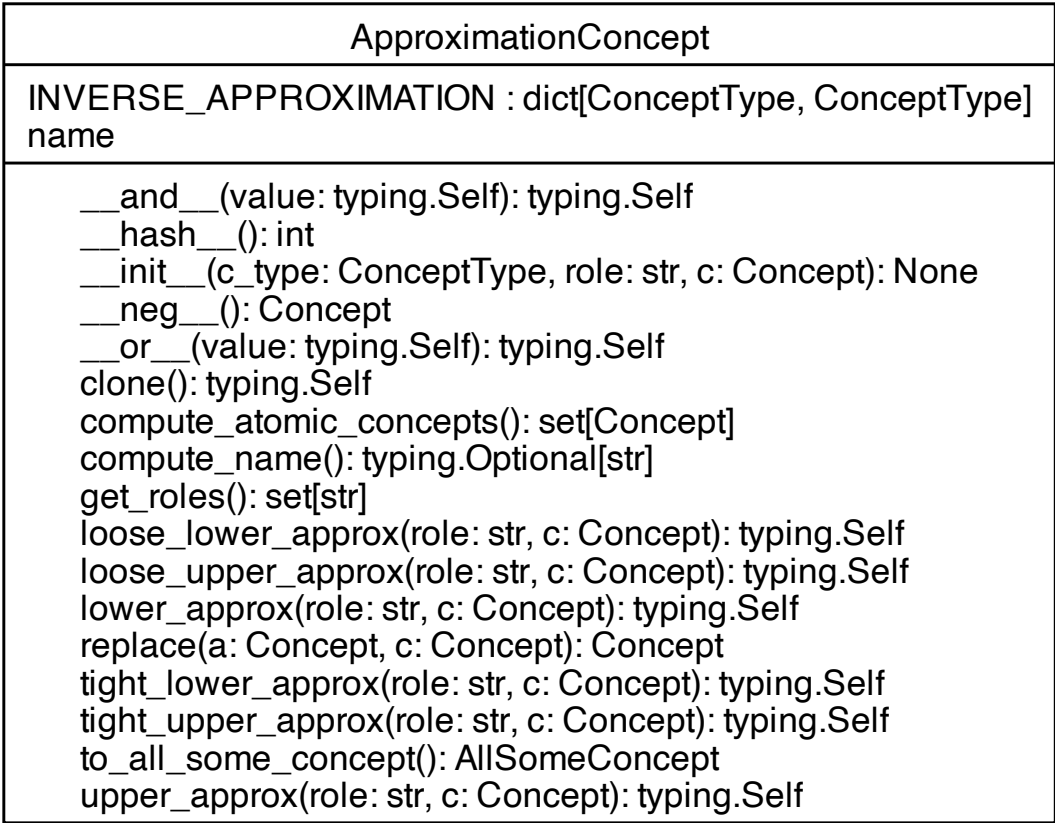 ApproximationConcept
INVERSE_APPROXIMATION : dict[ConceptType, ConceptType]
name
__and__(value: typing.Self): typing.Self
__hash__(): int
__init__(c_type: ConceptType, role: str, c: Concept): None
__neg__(): Concept
__or__(value: typing.Self): typing.Self
clone(): typing.Self
compute_atomic_concepts(): set[Concept]
compute_name(): typing.Optional[str]
get_roles(): set[str]
loose_lower_approx(role: str, c: Concept): typing.Self
loose_upper_approx(role: str, c: Concept): typing.Self
lower_approx(role: str, c: Concept): typing.Self
replace(a: Concept, c: Concept): Concept
tight_lower_approx(role: str, c: Concept): typing.Self
tight_upper_approx(role: str, c: Concept): typing.Self
to_all_some_concept(): AllSomeConcept
upper_approx(role: str, c: Concept): typing.Self